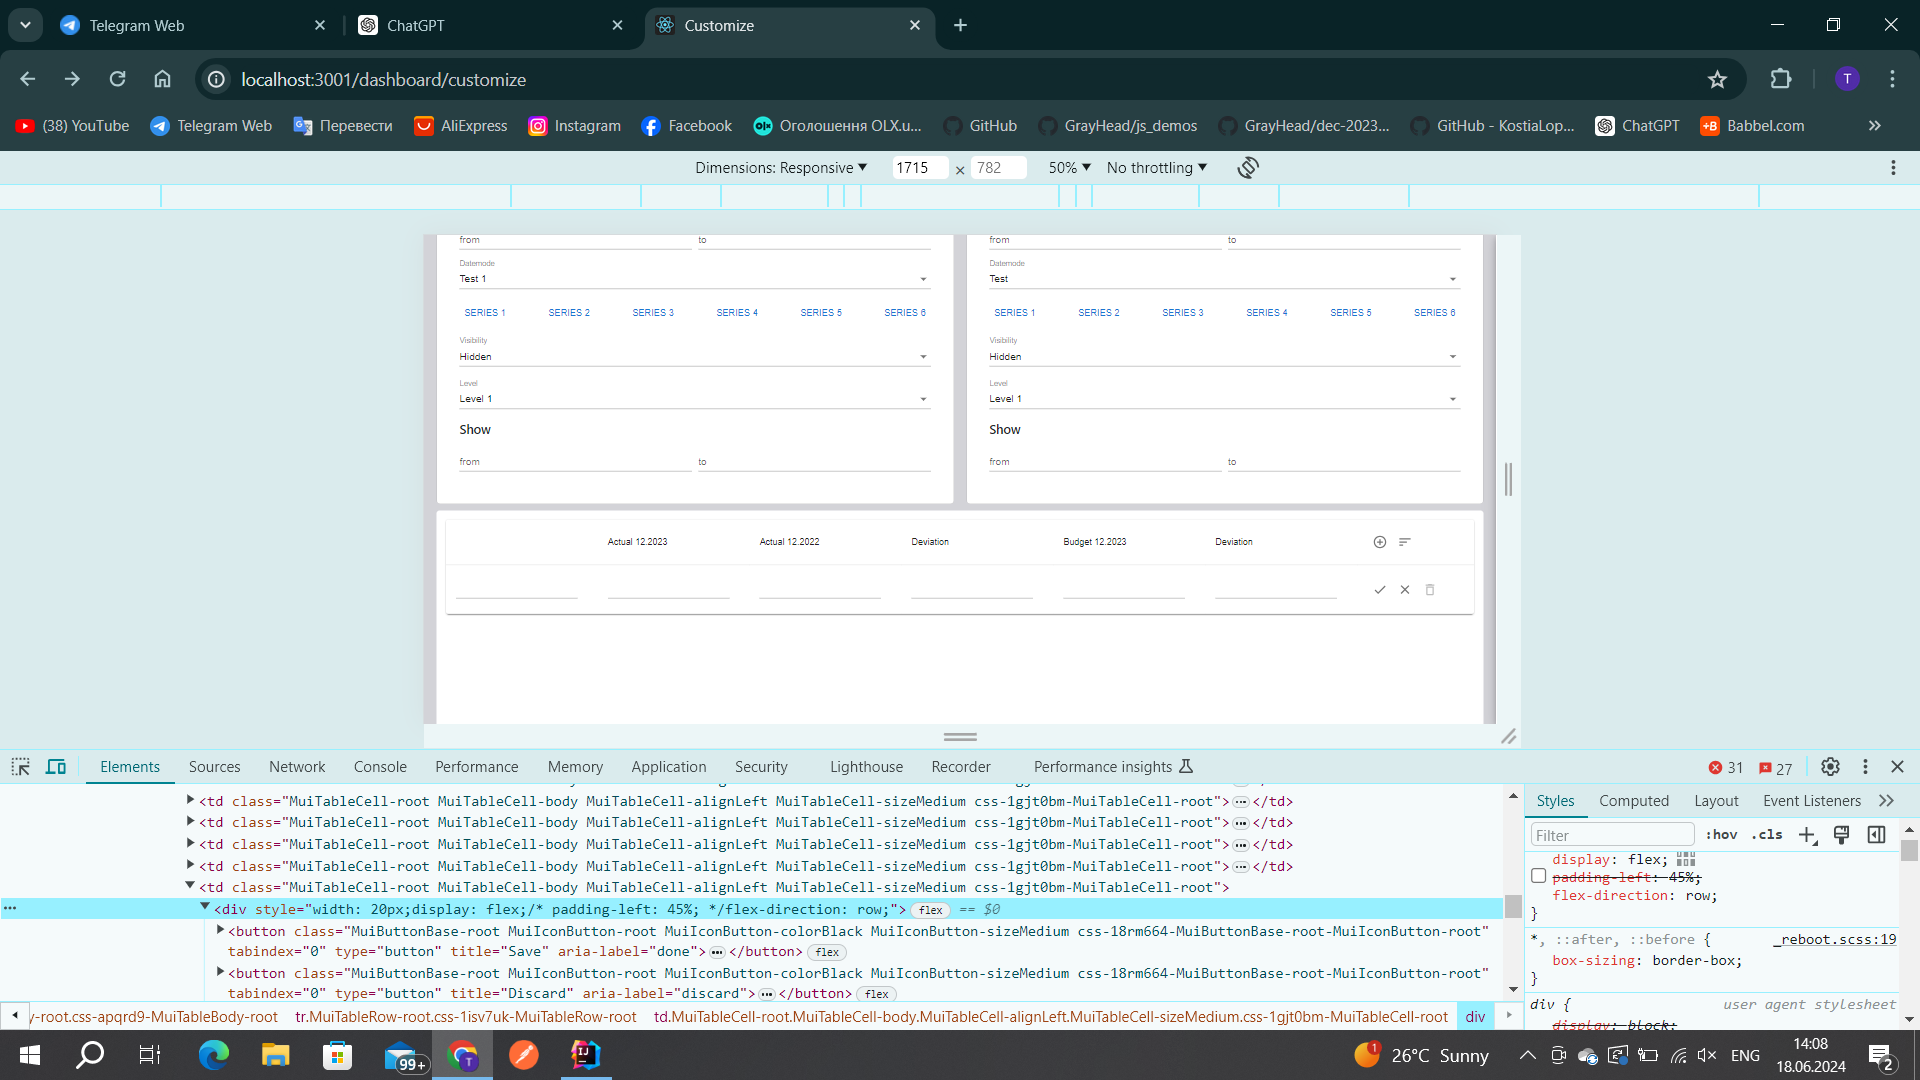 Telegram Web
ChatGPT
Customize
localhost:3001/dashboard/customize
T
(38) YouTube
Telegram Web
Перевести
AliExpress
Instagram
Facebook
Оголошення OLX.u...
GitHub
GrayHead/js_demos
GrayHead/dec-2023...
GitHub - KostiaLop...
ChatGPT
+B Babbel.com
Dimensions: Responsive
1715 × 782
50%
No throttling
from to
from to
Datemode
Test 1
Datemode
Test
SERIES 1 SERIES 2 SERIES 3 SERIES 4 SERIES 5 SERIES 6
SERIES 1 SERIES 2 SERIES 3 SERIES 4 SERIES 5 SERIES 6
Visibility
Hidden
Visibility
Hidden
Level
Level 1
Level
Level 1
Show
Show
from to
from to
Actual 12.2023 Actual 12.2022 Deviation Budget 12.2023 Deviation
Elements Sources Network Console Performance Memory Application Security Lighthouse Recorder Performance insights
31 27
<td class="MuiTableCell-root MuiTableCell-body MuiTableCell-alignLeft MuiTableCell-sizeMedium css-1gjt0bm-MuiTableCell-root">…</td>
<td class="MuiTableCell-root MuiTableCell-body MuiTableCell-alignLeft MuiTableCell-sizeMedium css-1gjt0bm-MuiTableCell-root">…</td>
<td class="MuiTableCell-root MuiTableCell-body MuiTableCell-alignLeft MuiTableCell-sizeMedium css-1gjt0bm-MuiTableCell-root">…</td>
<td class="MuiTableCell-root MuiTableCell-body MuiTableCell-alignLeft MuiTableCell-sizeMedium css-1gjt0bm-MuiTableCell-root">…</td>
<td class="MuiTableCell-root MuiTableCell-body MuiTableCell-alignLeft MuiTableCell-sizeMedium css-1gjt0bm-MuiTableCell-root">
<div style="width: 20px;display: flex;/* padding-left: 45%; */flex-direction: row;"> flex == $0
<button class="MuiButtonBase-root MuiIconButton-root MuiIconButton-colorBlack MuiIconButton-sizeMedium css-18rm664-MuiButtonBase-root-MuiIconButton-root"
tabindex="0" type="button" title="Save" aria-label="done">…</button> flex
<button class="MuiButtonBase-root MuiIconButton-root MuiIconButton-colorBlack MuiIconButton-sizeMedium css-18rm664-MuiButtonBase-root-MuiIconButton-root"
tabindex="0" type="button" title="Discard" aria-label="discard">…</button> flex
y-root.css-apqrd9-MuiTableBody-root tr.MuiTableRow-root.css-1isv7uk-MuiTableRow-root td.MuiTableCell-root.MuiTableCell-body.MuiTableCell-alignLeft.MuiTableCell-sizeMedium.css-1gjt0bm-MuiTableCell-root div
Styles Computed Layout Event Listeners
Filter :hov .cls
display: flex;
padding-left: 45%;
flex-direction: row;
}
*, ::after, ::before { _reboot.scss:19
box-sizing: border-box;
}
div { user agent stylesheet
display: block;
99+
T
IJ
1
26°C Sunny
ENG
14:08
18.06.2024
2